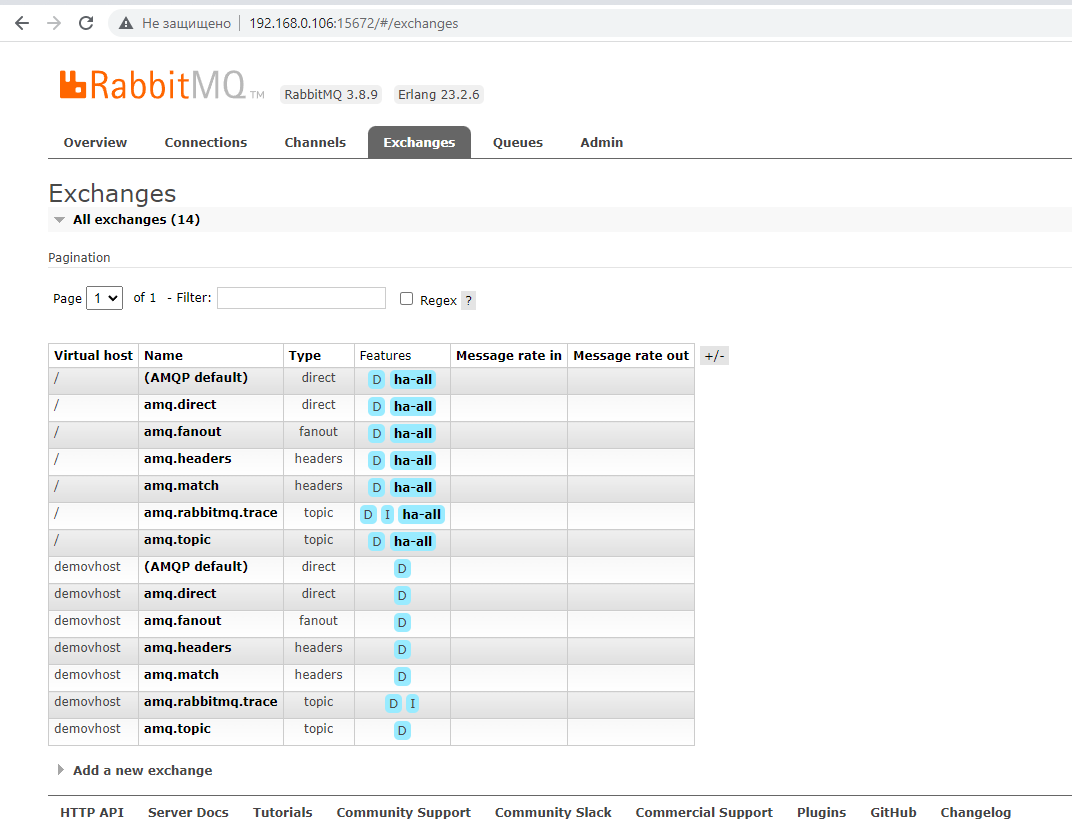 Не защищено 192.168.0.106:15672/#/exchanges
RabbitMQ TM RabbitMQ 3.8.9 Erlang 23.2.6
Overview Connections Channels Exchanges Queues Admin
Exchanges
All exchanges (14)
Pagination
Page 1 of 1 - Filter: Regex ?
Virtual host Name Type Features Message rate in Message rate out +/-
/ (AMQP default) direct D ha-all
/ amq.direct direct D ha-all
/ amq.fanout fanout D ha-all
/ amq.headers headers D ha-all
/ amq.match headers D ha-all
/ amq.rabbitmq.trace topic D I ha-all
/ amq.topic topic D ha-all
demovhost (AMQP default) direct D
demovhost amq.direct direct D
demovhost amq.fanout fanout D
demovhost amq.headers headers D
demovhost amq.match headers D
demovhost amq.rabbitmq.trace topic D I
demovhost amq.topic topic D
Add a new exchange
HTTP API Server Docs Tutorials Community Support Community Slack Commercial Support Plugins GitHub Changelog